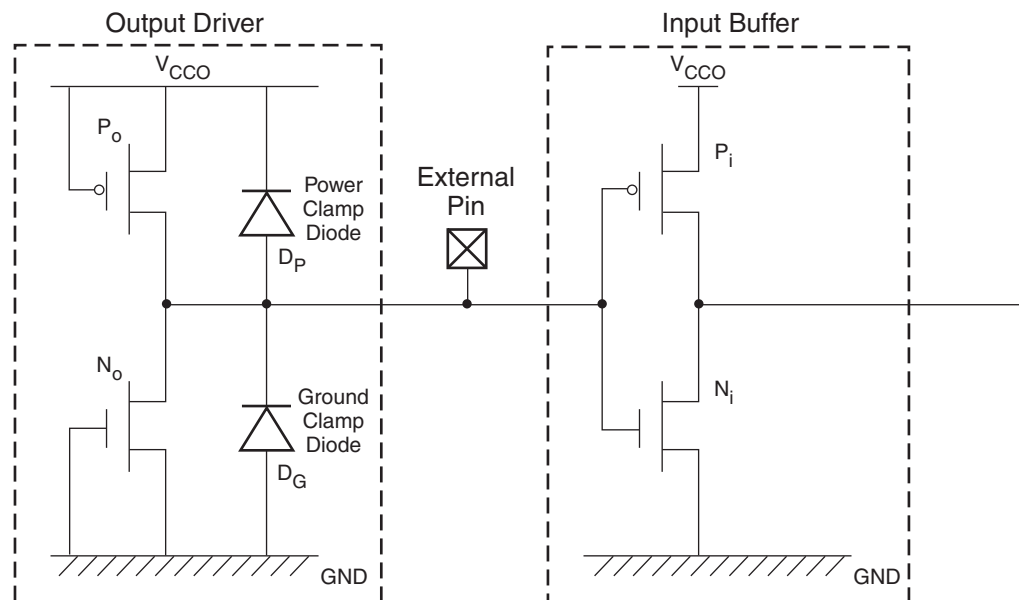 Output Driver
Input Buffer
VCCO
VCCO
Po
Pi
Power
Clamp
Diode
DP
External
Pin
No
Ni
Ground
Clamp
Diode
DG
GND
GND